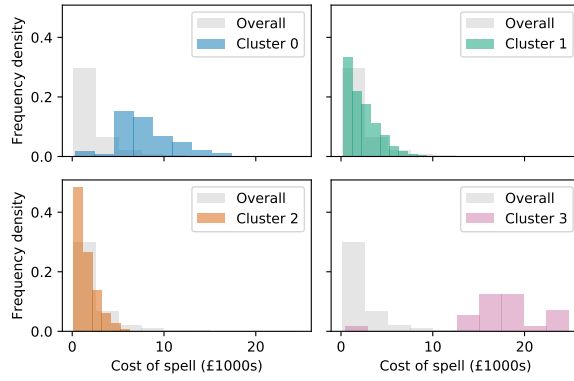 Frequency density
0.4
0.2
0.0
Overall
Cluster 0
Overall
Cluster 1
Frequency density
0.4
0.2
0.0
Overall
Cluster 2
Overall
Cluster 3
0 10 20
0 10 20
Cost of spell (£1000s)
Cost of spell (£1000s)